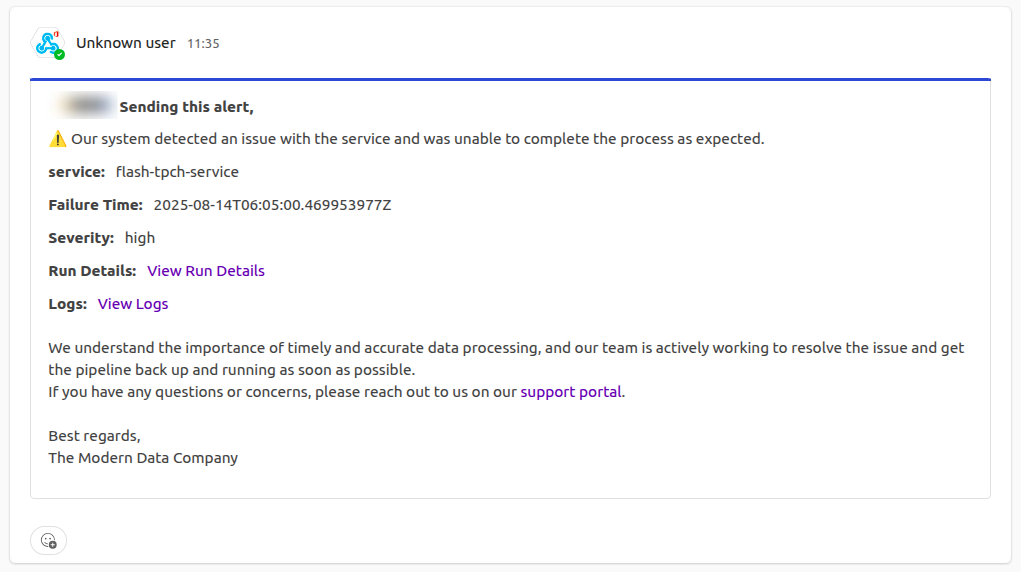 Unknown user 11:35
Sending this alert,
⚠️ Our system detected an issue with the service and was unable to complete the process as expected.
service: flash-tpch-service
Failure Time: 2025-08-14T06:05:00.469953977Z
Severity: high
Run Details: View Run Details
Logs: View Logs
We understand the importance of timely and accurate data processing, and our team is actively working to resolve the issue and get
the pipeline back up and running as soon as possible.
If you have any questions or concerns, please reach out to us on our support portal.
Best regards,
The Modern Data Company